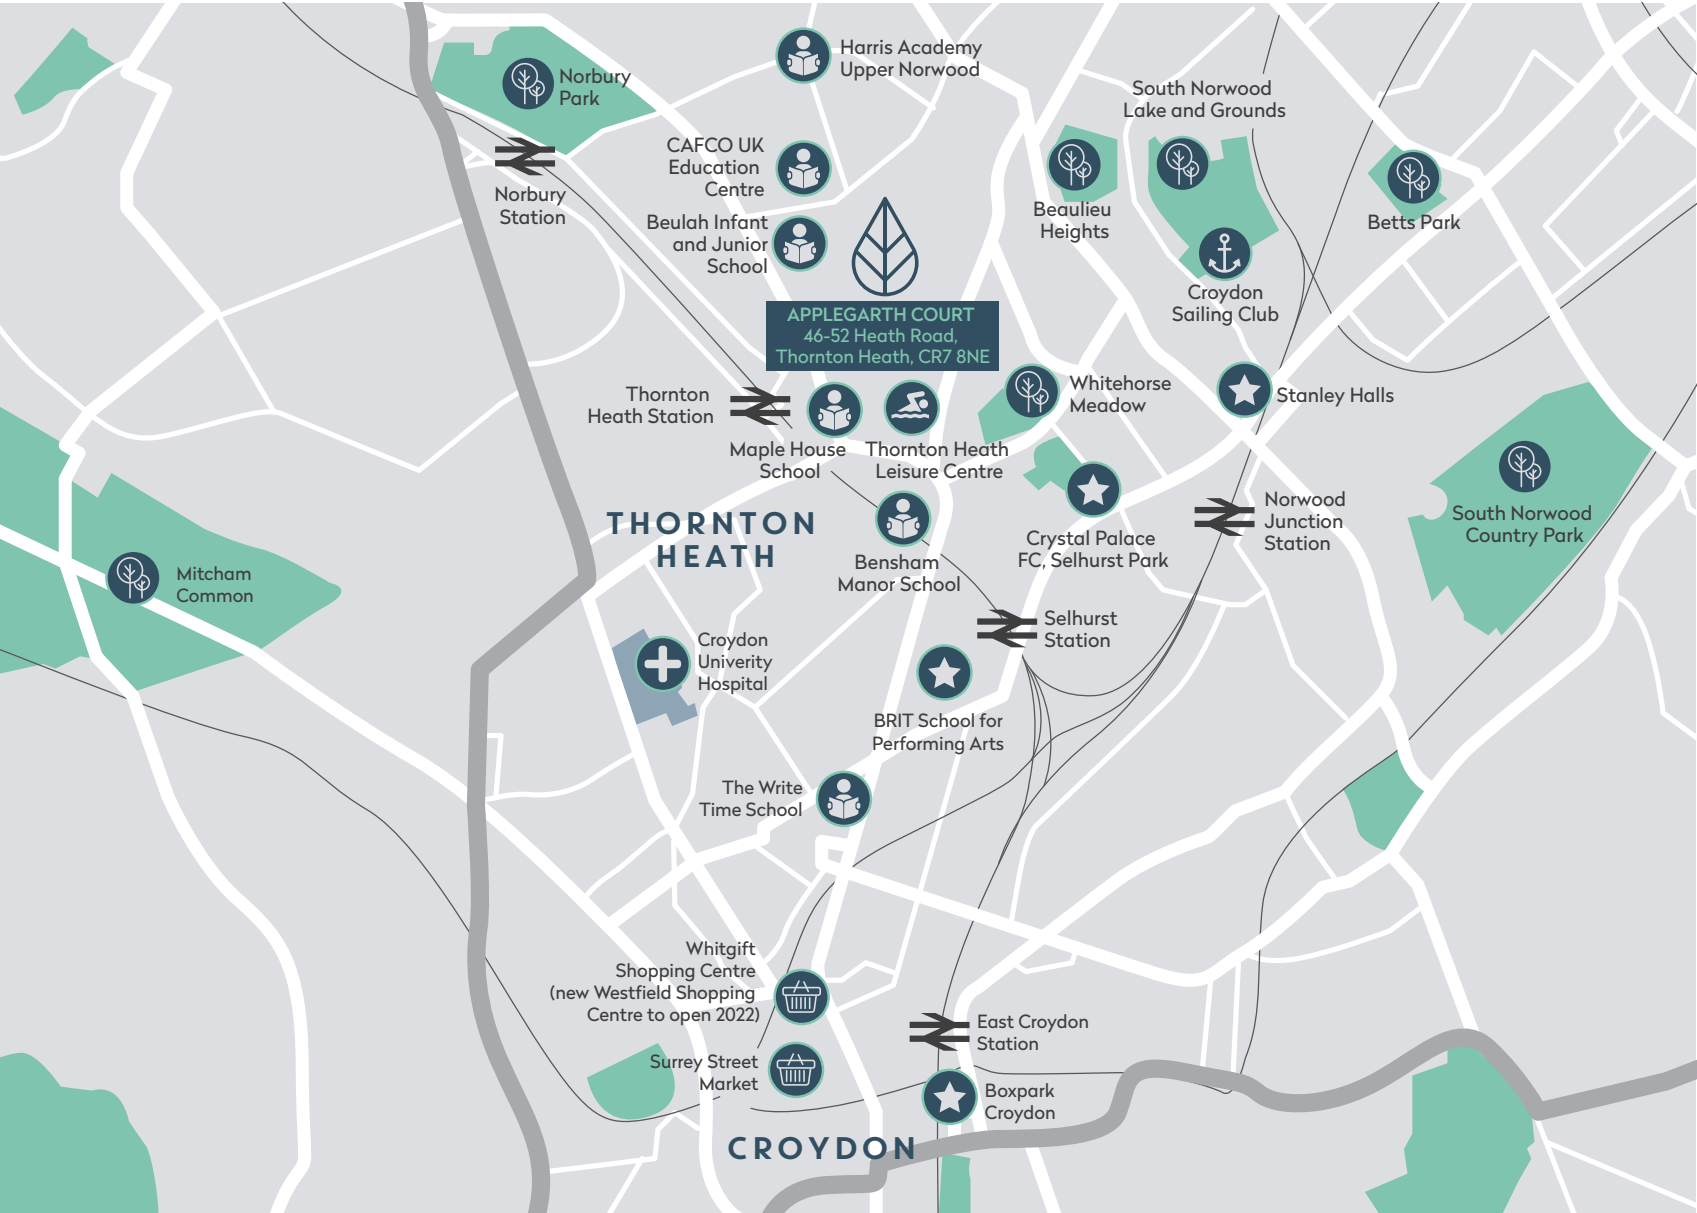 Harris Academy
Upper Norwood
Norbury
Park
South Norwood
Lake and Grounds
CAFCO UK
Education
Centre
Norbury
Station
Beulah Infant
and Junior
School
Beaulieu
Heights
Betts Park
Croydon
Sailing Club
APPLEGARTH COURT
46-52 Heath Road,
Thornton Heath, CR7 8NE
Thornton
Heath Station
Whitehorse
Meadow
Stanley Halls
Maple House
School
Thornton Heath
Leisure Centre
THORNTON
HEATH
Norwood
Junction
Station
South Norwood
Country Park
Crystal Palace
FC, Selhurst Park
Bensham
Manor School
Mitcham
Common
Selhurst
Station
Croydon
Univerity
Hospital
BRIT School for
Performing Arts
The Write
Time School
Whitgift
Shopping Centre
(new Westfield Shopping
Centre to open 2022)
East Croydon
Station
Surrey Street
Market
Boxpark
Croydon
CROYDON